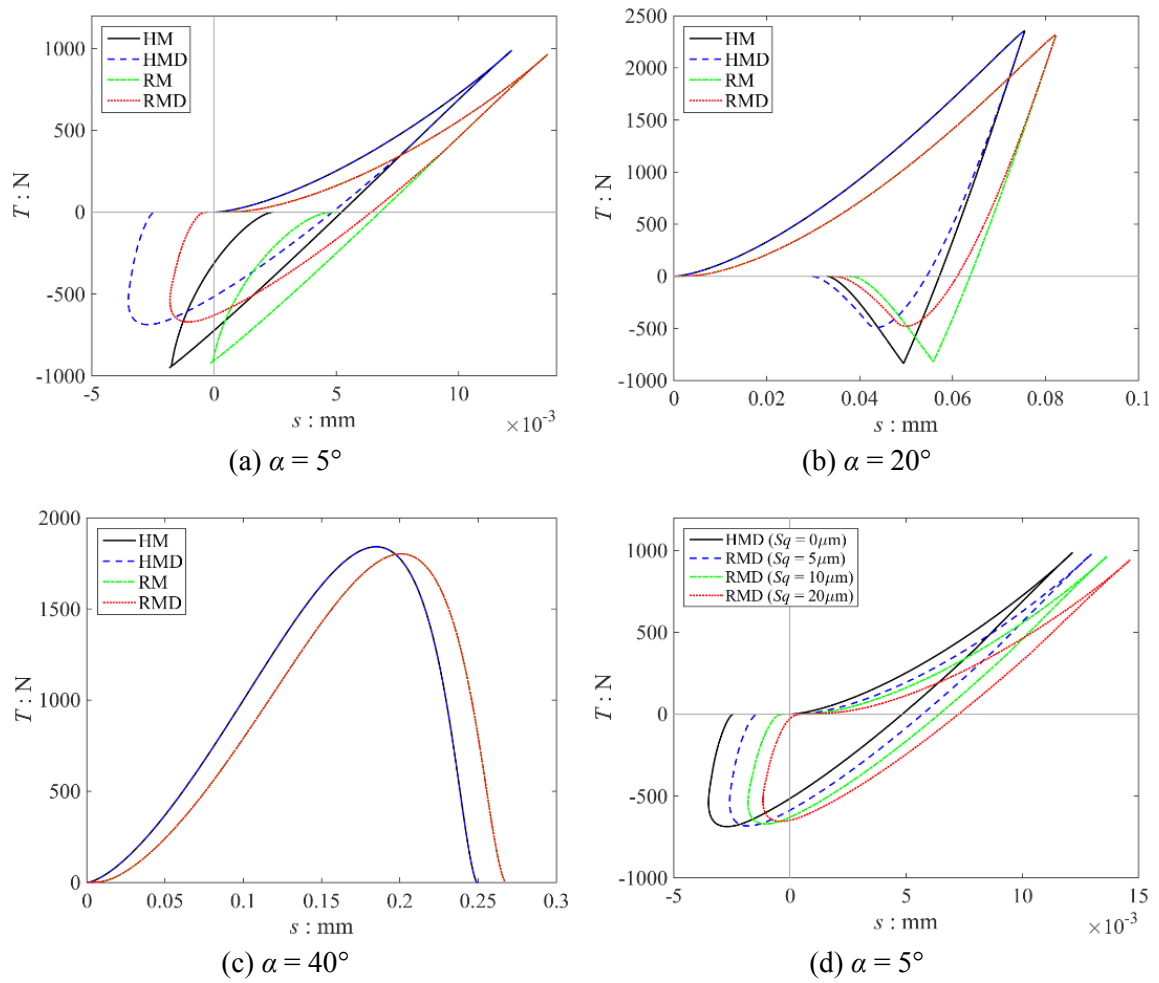 HM
HMD
RM
RMD
1000
500
0
-500
-1000
T : N
-5
0
5
10
s : mm
×10⁻³
(a) α = 5°
HM
HMD
RM
RMD
2500
2000
1500
1000
500
0
-500
-1000
T : N
0
0.02
0.04
0.06
0.08
0.1
s : mm
(b) α = 20°
HM
HMD
RM
RMD
2000
1500
1000
500
0
T : N
0
0.05
0.1
0.15
0.2
0.25
0.3
s : mm
(c) α = 40°
HMD (Sq = 0μm)
RMD (Sq = 5μm)
RMD (Sq = 10μm)
RMD (Sq = 20μm)
1200
1000
500
0
-500
-1000
T : N
-5
0
5
10
15
s : mm
×10⁻³
(d) α = 5°